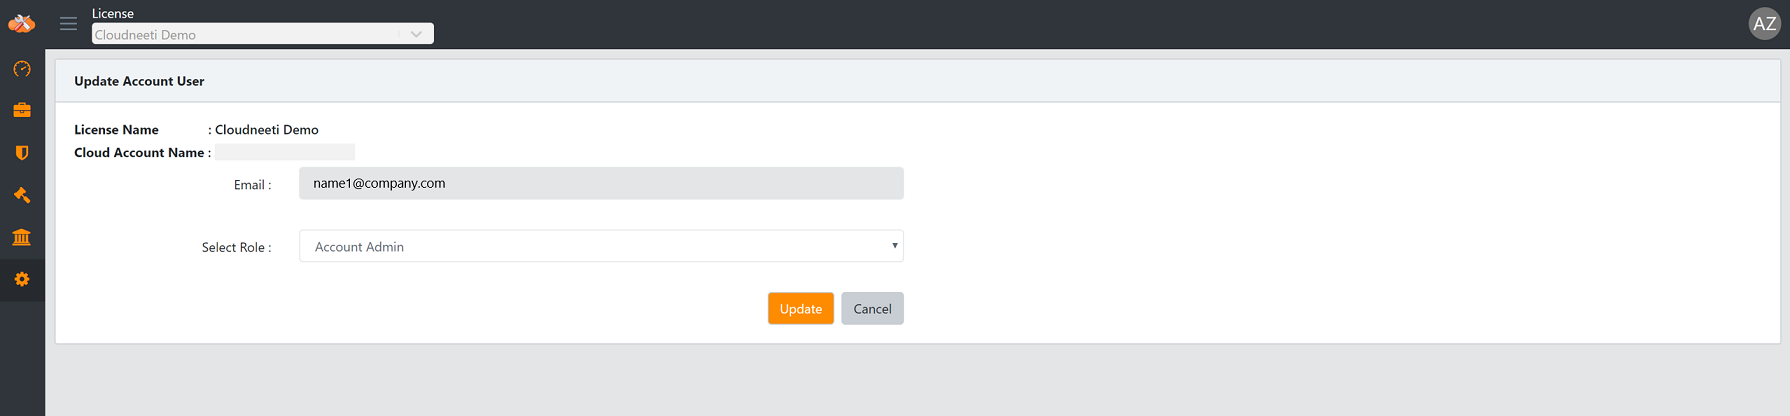 License
Cloudneeti Demo
AZ
Update Account User
License Name : Cloudneeti Demo
Cloud Account Name :
Email : name1@company.com
Select Role : Account Admin
Update Cancel